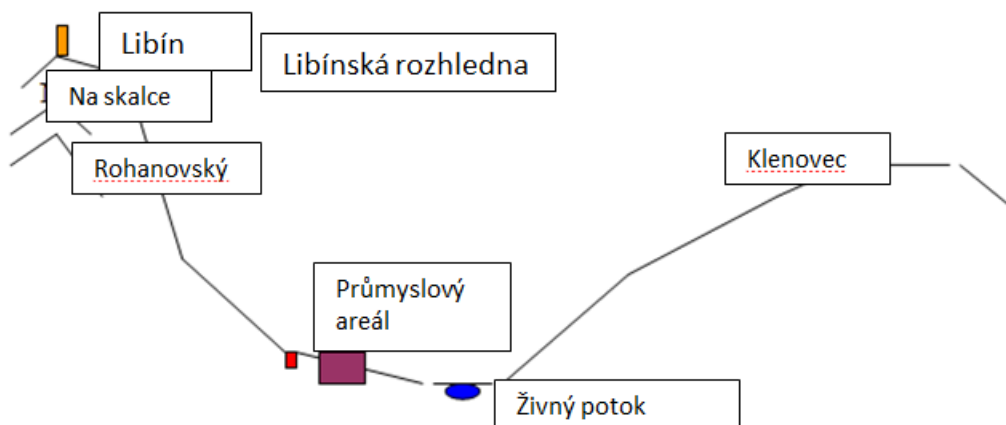 Libín
Libínská rozhledna
Na skalce
Rohanovský
Klenovec
Průmyslový
areál
Živný potok